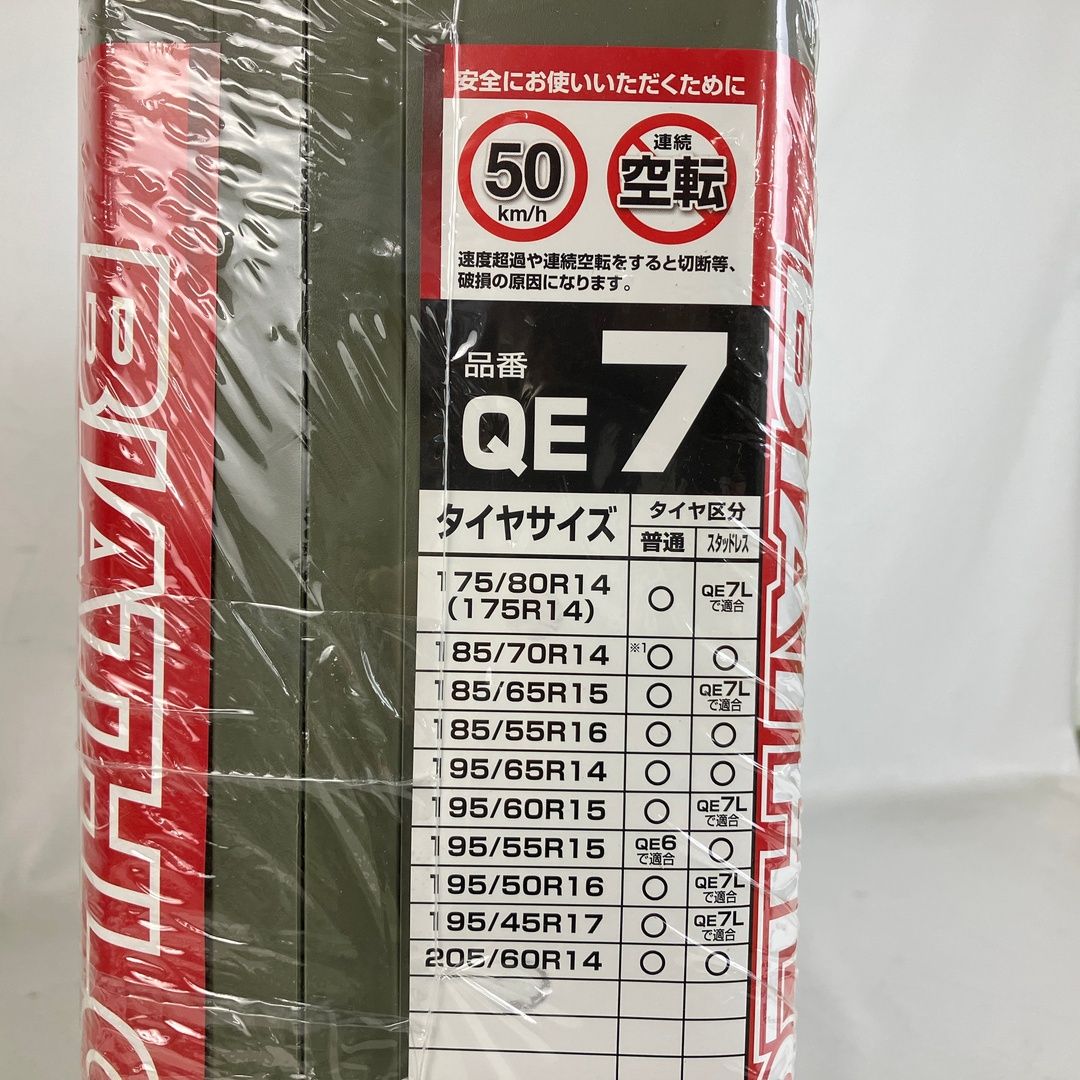 安全にお使いいただくために
50
km/h
連続
空転
速度超過や連続空転をすると切断等、
破損の原因になります。
品番
QE7
タイヤサイズ タイヤ区分
普通 スタッドレス
175/80R14
(175R14) ○ QE7L
で適合
185/70R14 ※1○ ○
185/65R15 ○ QE7L
で適合
185/55R16 ○ ○
195/65R14 ○ ○
195/60R15 ○ QE7L
で適合
195/55R15 QE6
で適合 ○
195/50R16 ○ QE7L
で適合
195/45R17 ○ QE7L
で適合
205/60R14 ○ ○